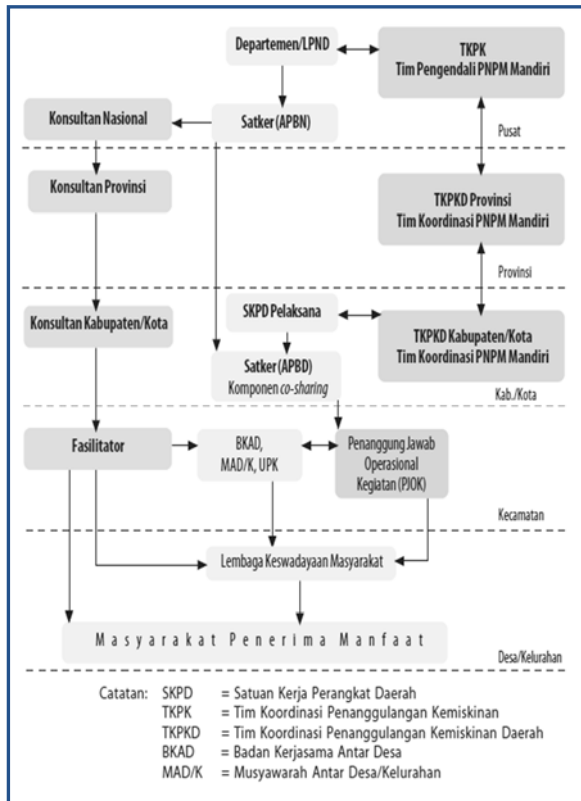 Departemen/LPND
TKPK
Tim Pengendali PNPM Mandiri
Konsultan Nasional
Satker (APBN)
Pusat
Konsultan Provinsi
TKPKD Provinsi
Tim Koordinasi PNPM Mandiri
Provinsi
SKPD Pelaksana
Konsultan Kabupaten/Kota
TKPKD Kabupaten/Kota
Tim Koordinasi PNPM Mandiri
Satker (APBD)
Komponen co-sharing
Kab./Kota
Fasilitator
BKAD,
MAD/K, UPK
Penanggung Jawab
Operasional
Kegiatan (PJOK)
Kecamatan
Lembaga Keswadayaan Masyarakat
Masyarakat Penerima Manfaat
Desa/Kelurahan
Catatan: SKPD = Satuan Kerja Perangkat Daerah
TKPK = Tim Koordinasi Penanggulangan Kemiskinan
TKPKD = Tim Koordinasi Penanggulangan Kemiskinan Daerah
BKAD = Badan Kerjasama Antar Desa
MAD/K = Musyawarah Antar Desa/Kelurahan